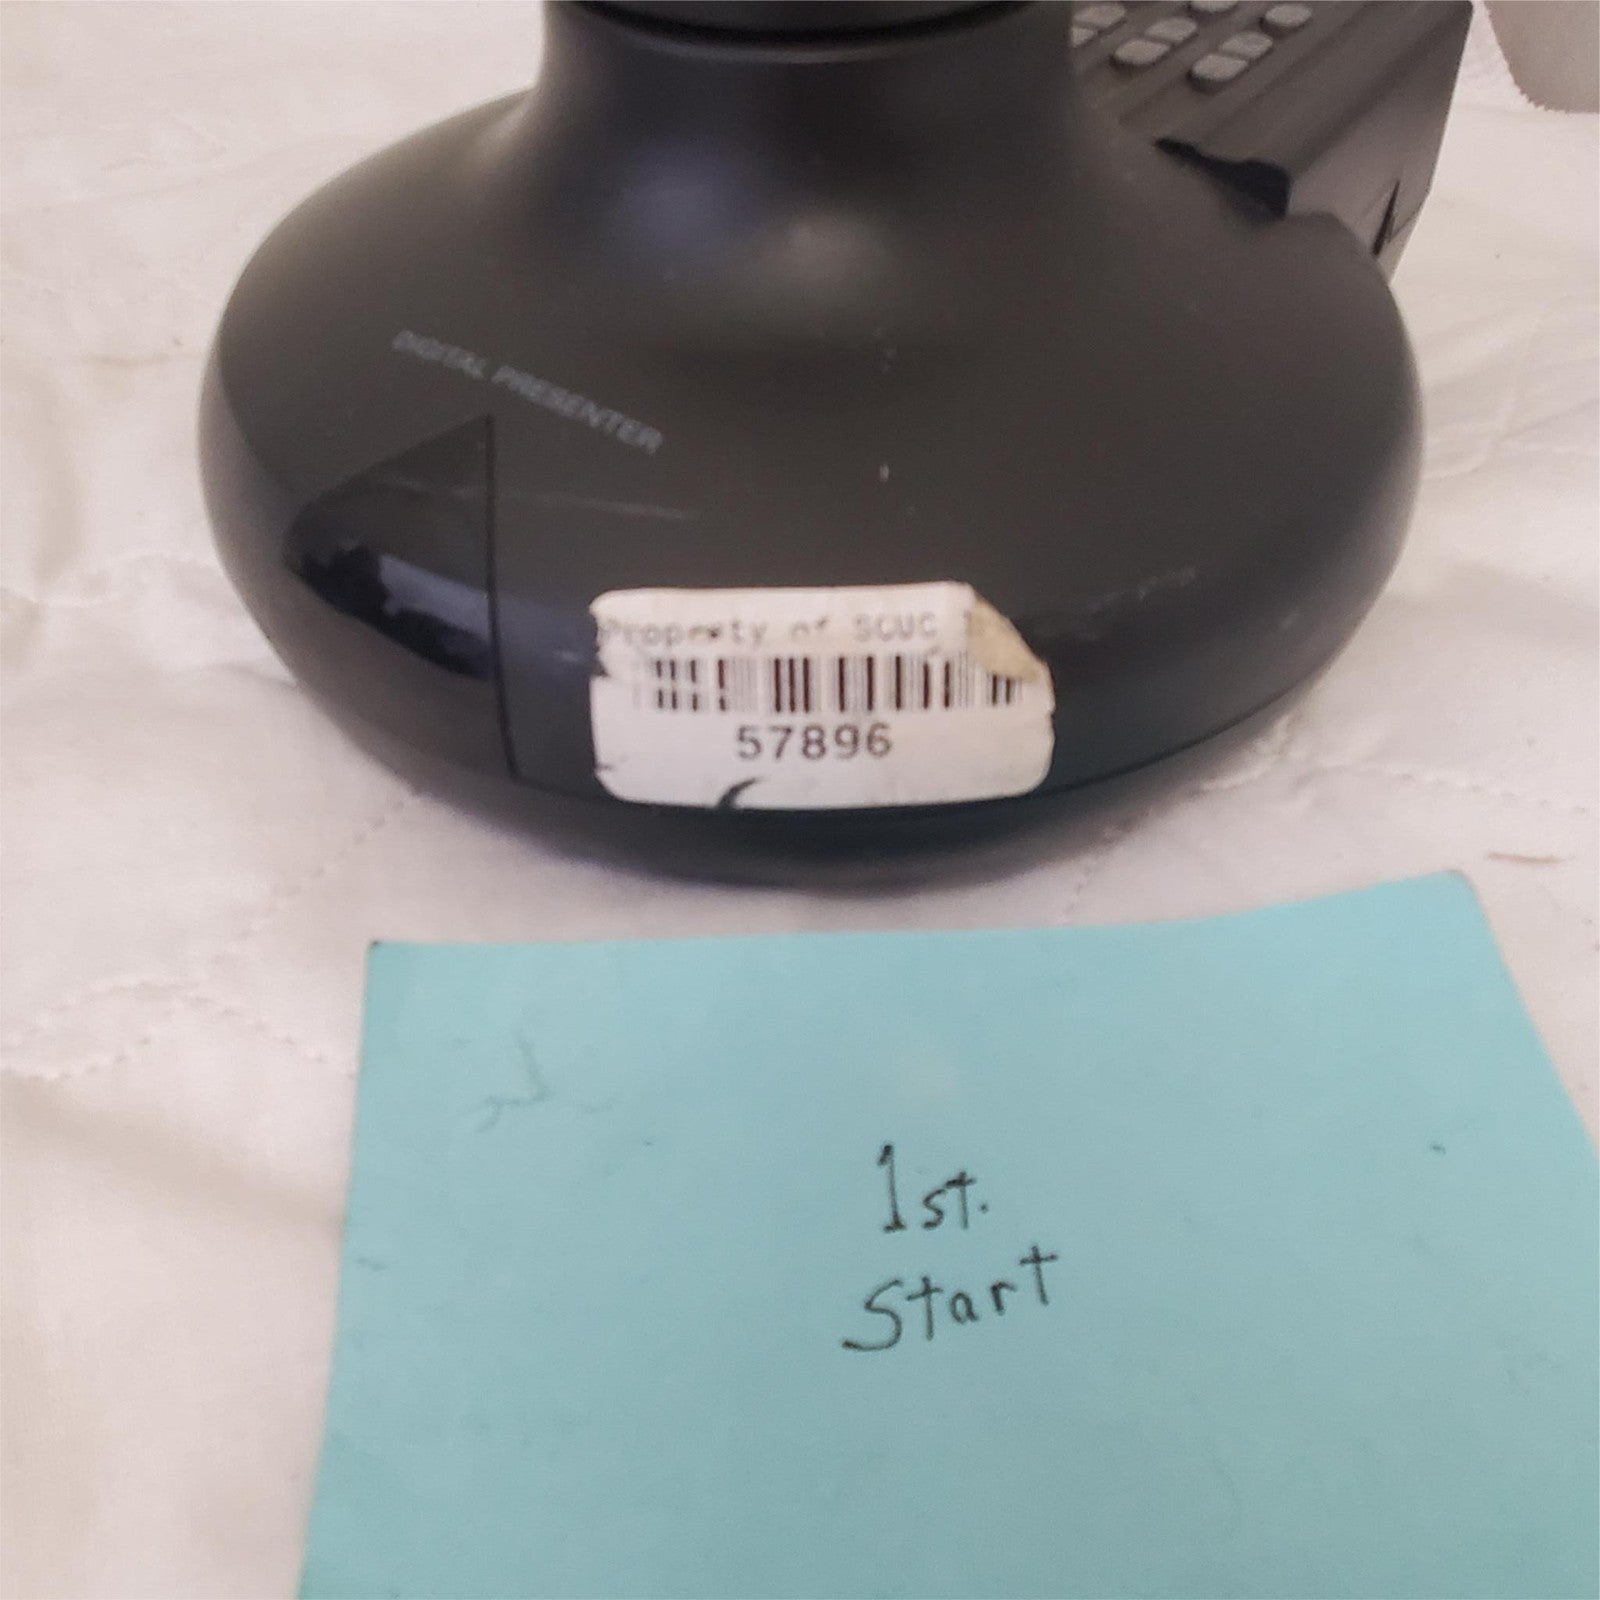 DIGITAL PRESENTER
Property of SCUC
57896
1st.
Start